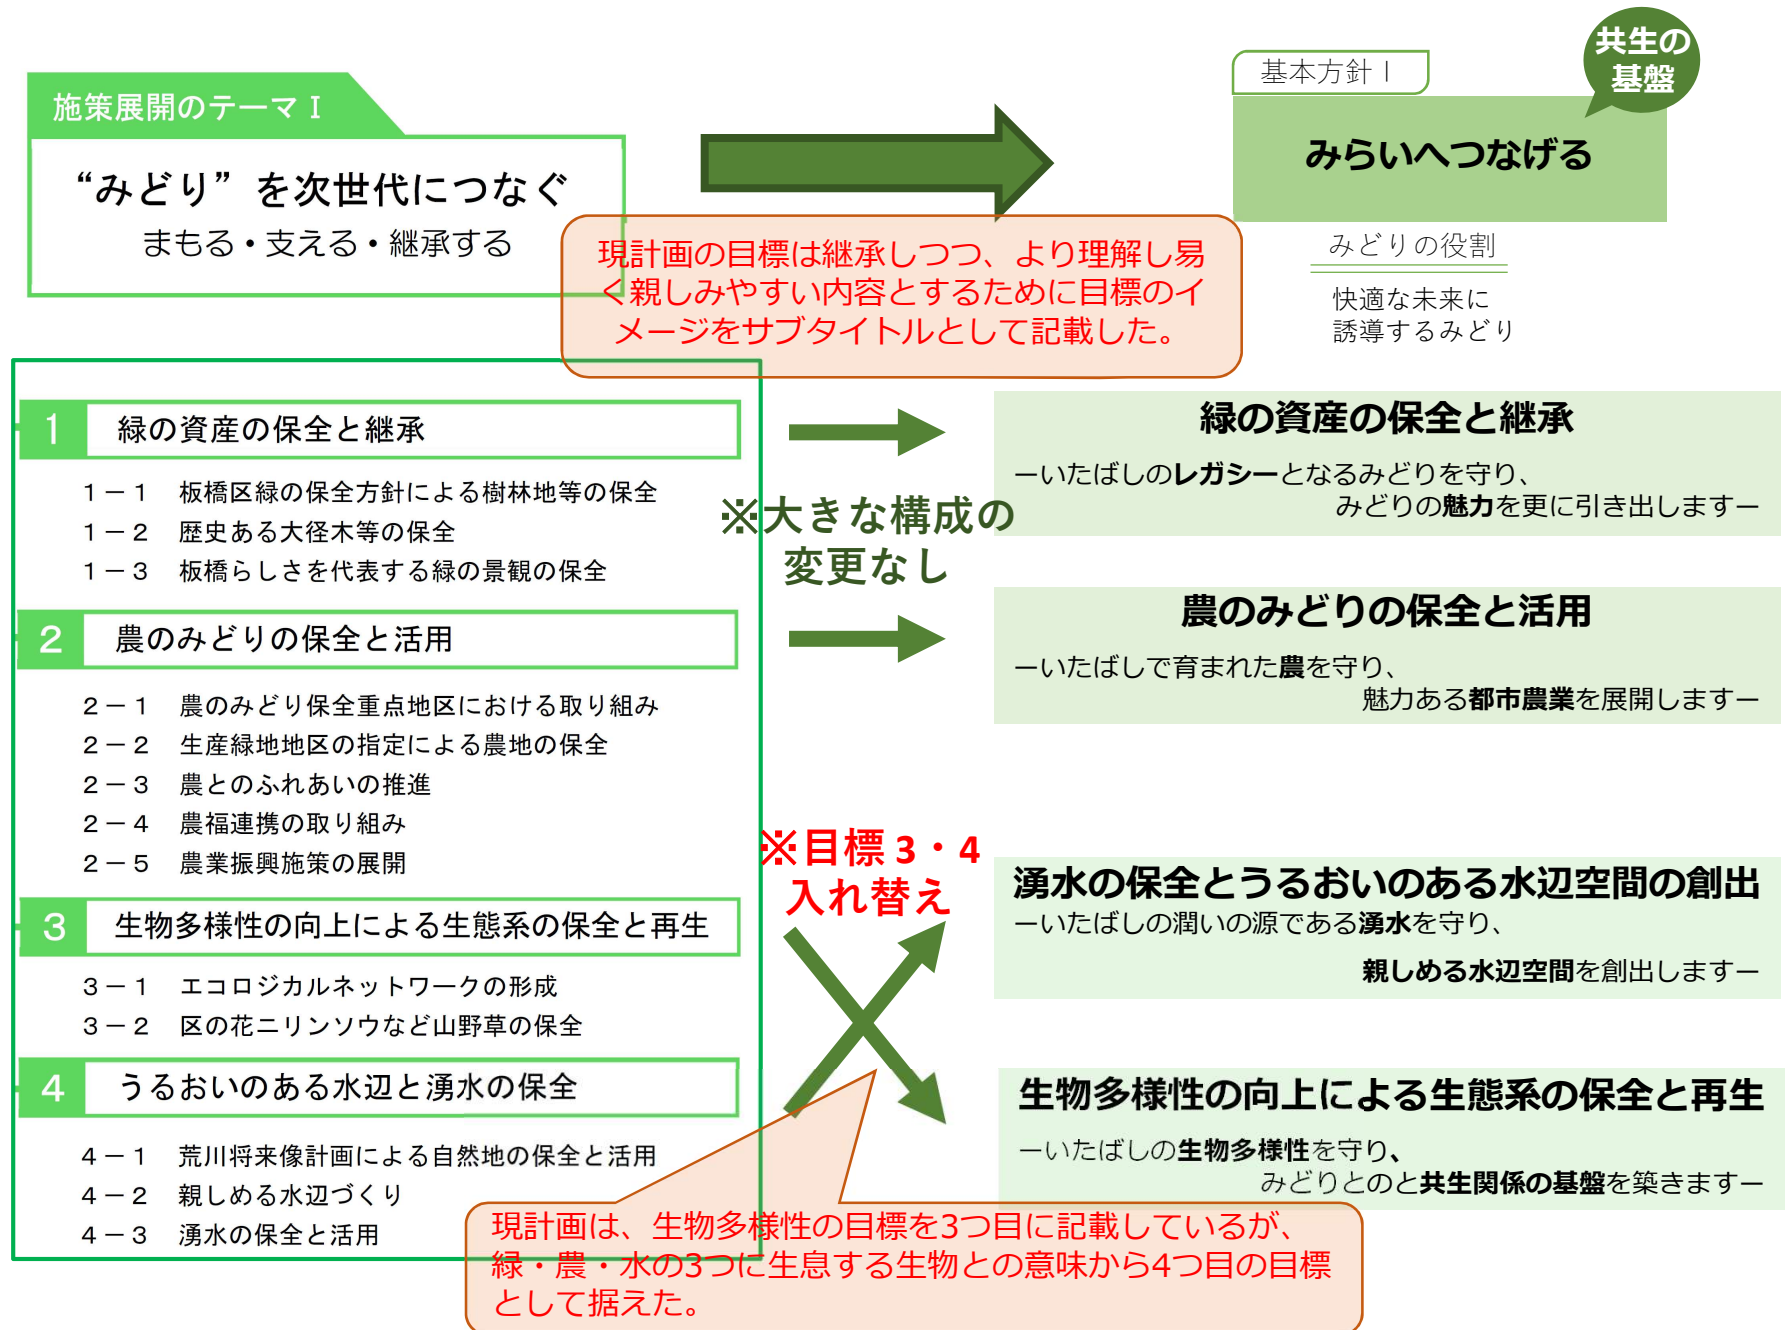 施策展開のテーマⅠ
“みどり”を次世代につなぐ
まもる・支える・継承する
基本方針Ⅰ
共生の
基盤
みらいへつなげる
みどりの役割
快適な未来に
誘導するみどり
現計画の目標は継承しつつ、より理解し易
く親しみやすい内容とするために目標のイ
メージをサブタイトルとして記載した。
1 緑の資産の保全と継承
1－1 板橋区緑の保全方針による樹林地等の保全
1－2 歴史ある大径木等の保全
1－3 板橋らしさを代表する緑の景観の保全
2 農のみどりの保全と活用
2－1 農のみどり保全重点地区における取り組み
2－2 生産緑地地区の指定による農地の保全
2－3 農とのふれあいの推進
2－4 農福連携の取り組み
2－5 農業振興施策の展開
3 生物多様性の向上による生態系の保全と再生
3－1 エコロジカルネットワークの形成
3－2 区の花ニリンソウなど山野草の保全
4 うるおいのある水辺と湧水の保全
4－1 荒川将来像計画による自然地の保全と活用
4－2 親しめる水辺づくり
4－3 湧水の保全と活用
※大きな構成の
変更なし
※目標3・4
入れ替え
緑の資産の保全と継承
ーいたばしのレガシーとなるみどりを守り、
みどりの魅力を更に引き出しますー
農のみどりの保全と活用
ーいたばしで育まれた農を守り、
魅力ある都市農業を展開しますー
湧水の保全とうるおいのある水辺空間の創出
ーいたばしの潤いの源である湧水を守り、
親しめる水辺空間を創出しますー
生物多様性の向上による生態系の保全と再生
ーいたばしの生物多様性を守り、
みどりとのと共生関係の基盤を築きますー
現計画は、生物多様性の目標を3つ目に記載しているが、
緑・農・水の3つに生息する生物との意味から4つ目の目標
として据えた。